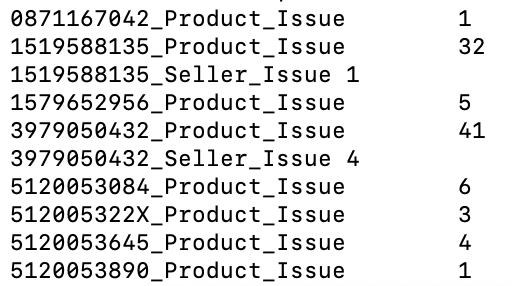 0871167042_Product_Issue 1
1519588135_Product_Issue 32
1519588135_Seller_Issue 1
1579652956_Product_Issue 5
3979050432_Product_Issue 41
3979050432_Seller_Issue 4
5120053084_Product_Issue 6
512005322X_Product_Issue 3
5120053645_Product_Issue 4
5120053890_Product_Issue 1